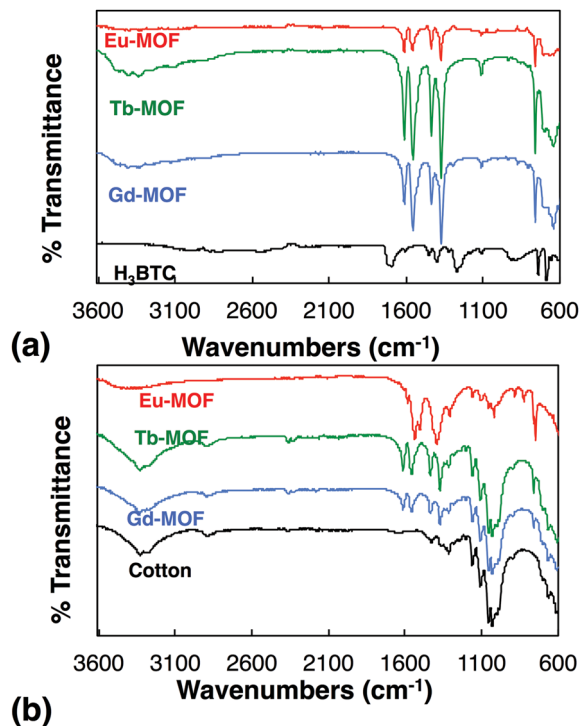 % Transmittance
Eu-MOF
Tb-MOF
Gd-MOF
H₃BTC
3600 3100 2600 2100 1600 1100 600
(a)
Wavenumbers (cm⁻¹)
% Transmittance
Eu-MOF
Tb-MOF
Gd-MOF
Cotton
3600 3100 2600 2100 1600 1100 600
Wavenumbers (cm⁻¹)
(b)